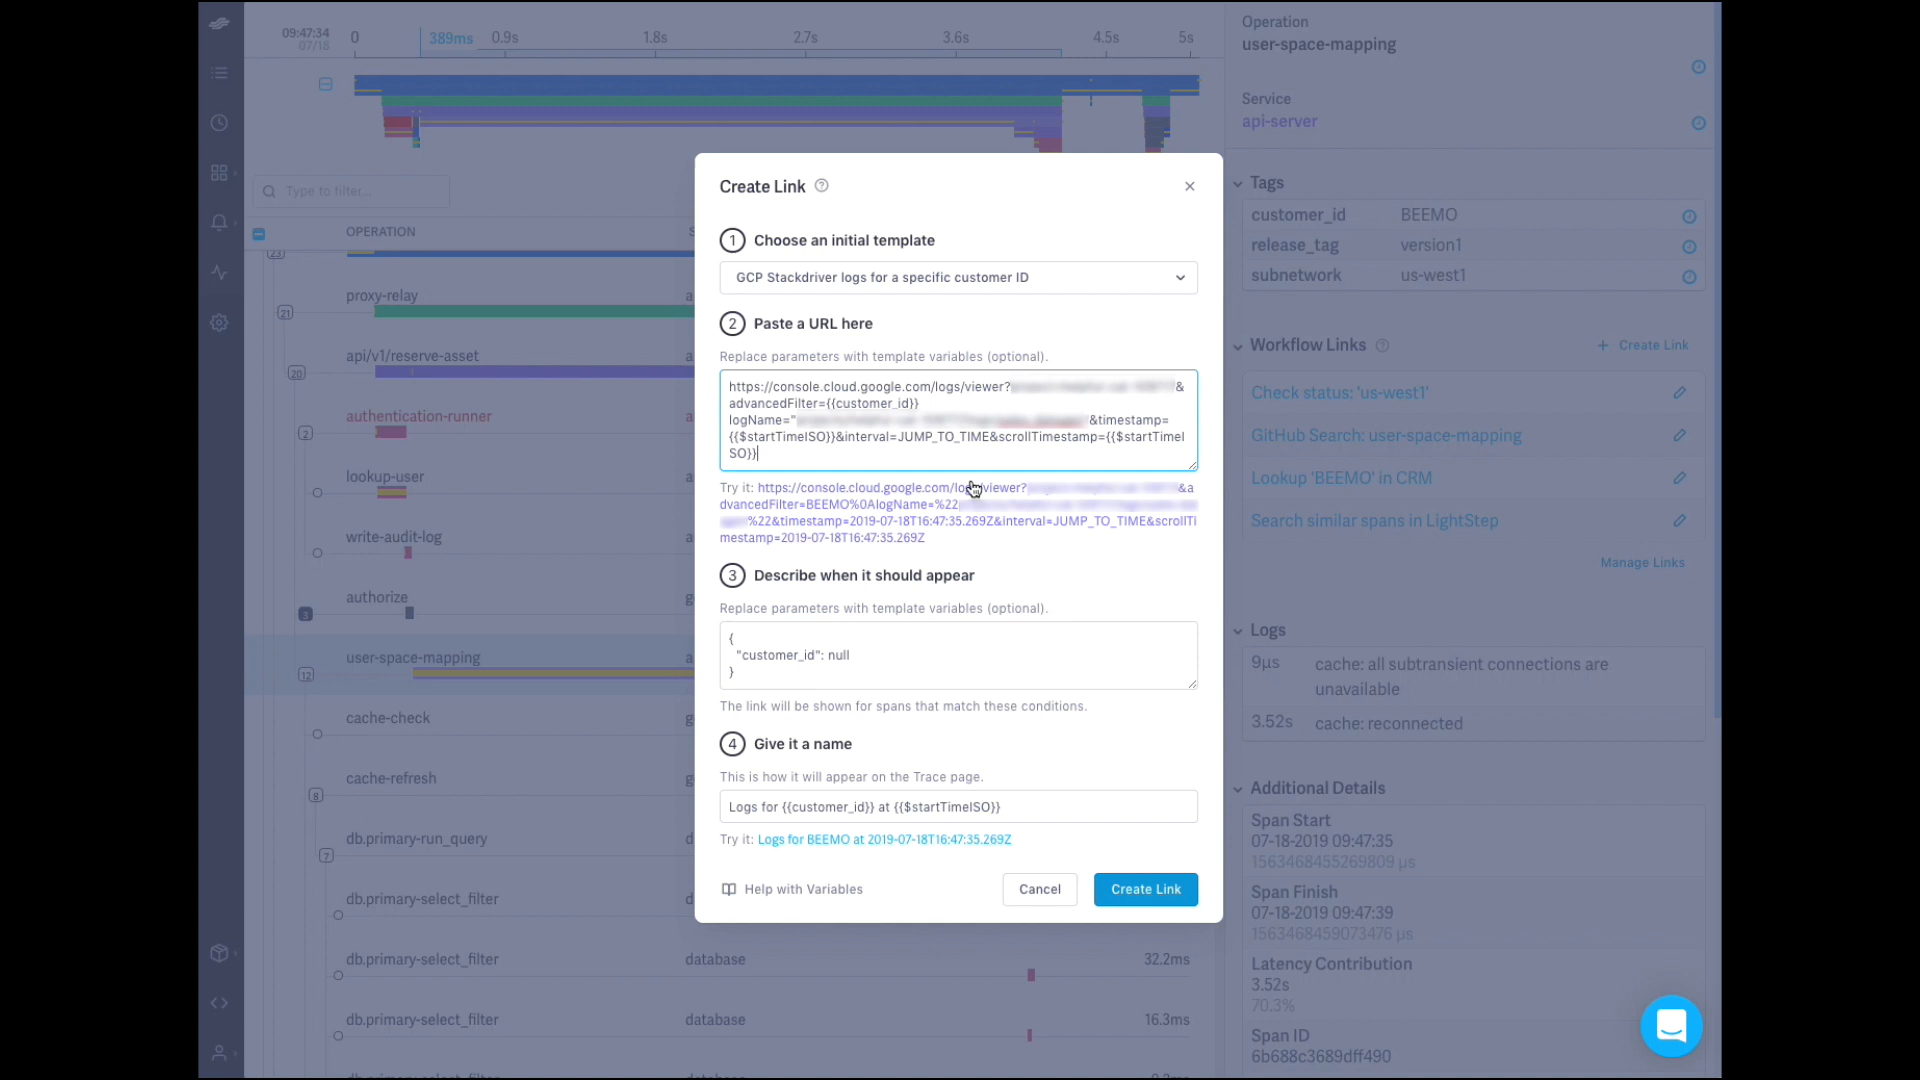 09:47:34
07/18
0
389ms
0.9s
1.8s
2.7s
3.6s
4.5s
5s
Type to filter...
OPERATION
S
23
21
proxy-relay
a
20
api/v1/reserve-asset
a
2
authentication-runner
lookup-user
a
write-audit-log
3
authorize
g
12
user-space-mapping
a
cache-check
g
8
cache-refresh
g
7
db.primary-run_query
d
db.primary-select_filter
d
db.primary-select_filter
database
32.2ms
db.primary-select_filter
database
16.3ms
Create Link
1 Choose an initial template
GCP Stackdriver logs for a specific customer ID
2 Paste a URL here
Replace parameters with template variables (optional).
https://console.cloud.google.com/logs/viewer? &
advancedFilter={{customer_id}}
logName=" &timestamp=
{{$startTimeISO}}&interval=JUMP_TO_TIME&scrollTimestamp={{$startTimeI
SO}}
Try it: https://console.cloud.google.com/logs/viewer? &a
dvancedFilter=BEEMO%0AlogName=%22
%22&timestamp=2019-07-18T16:47:35.269Z&interval=JUMP_TO_TIME&scrollTi
mestamp=2019-07-18T16:47:35.269Z
3 Describe when it should appear
Replace parameters with template variables (optional).
{
"customer_id": null
}
The link will be shown for spans that match these conditions.
4 Give it a name
This is how it will appear on the Trace page.
Logs for {{customer_id}} at {{$startTimeISO}}
Try it: Logs for BEEMO at 2019-07-18T16:47:35.269Z
Help with Variables
Cancel
Create Link
Operation
user-space-mapping
Service
api-server
Tags
customer_id BEEMO
release_tag version1
subnetwork us-west1
Workflow Links
+ Create Link
Check status: 'us-west1'
GitHub Search: user-space-mapping
Lookup 'BEEMO' in CRM
Search similar spans in LightStep
Manage Links
Logs
9µs cache: all subtransient connections are
unavailable
3.52s cache: reconnected
Additional Details
Span Start
07-18-2019 09:47:35
1563468455269809 µs
Span Finish
07-18-2019 09:47:39
1563468459073476 µs
Latency Contribution
3.52s
70.3%
Span ID
6b688c3689dff490